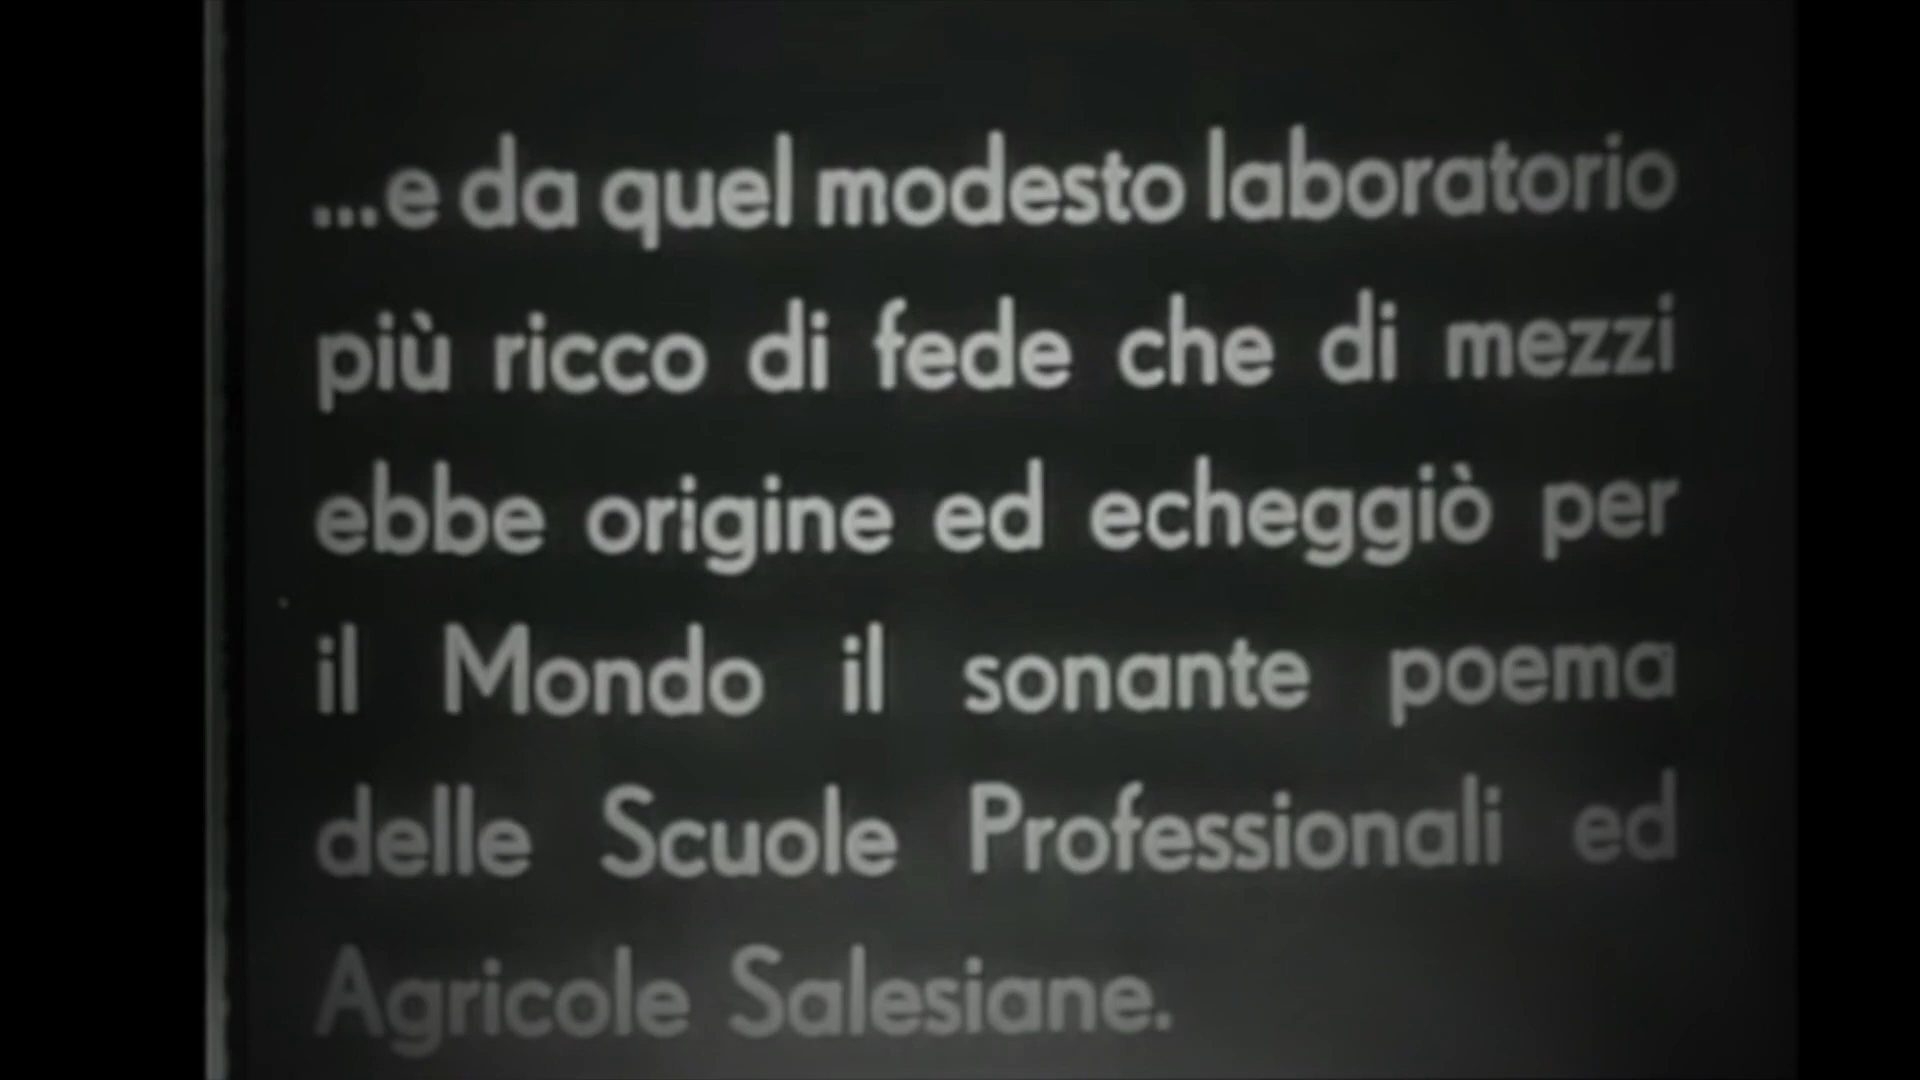 ...e da quel modesto laboratorio
più ricco di fede che di mezzi
ebbe origine ed echeggiò per
il Mondo il sonante poema
delle Scuole Professionali ed
Agricole Salesiane.